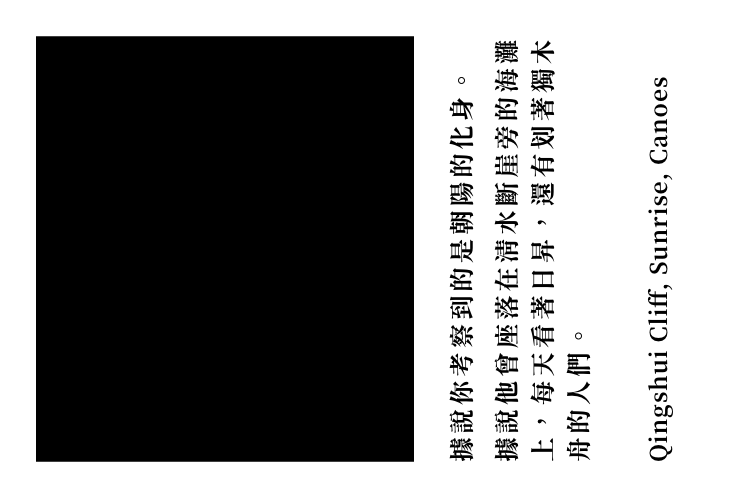 據說你考察到的是朝陽的化身。
據說他曾座落在清水斷崖旁的海灘
上，每天看著日昇，還有划著獨木
舟的人們。
Qingshui Cliff, Sunrise, Canoes